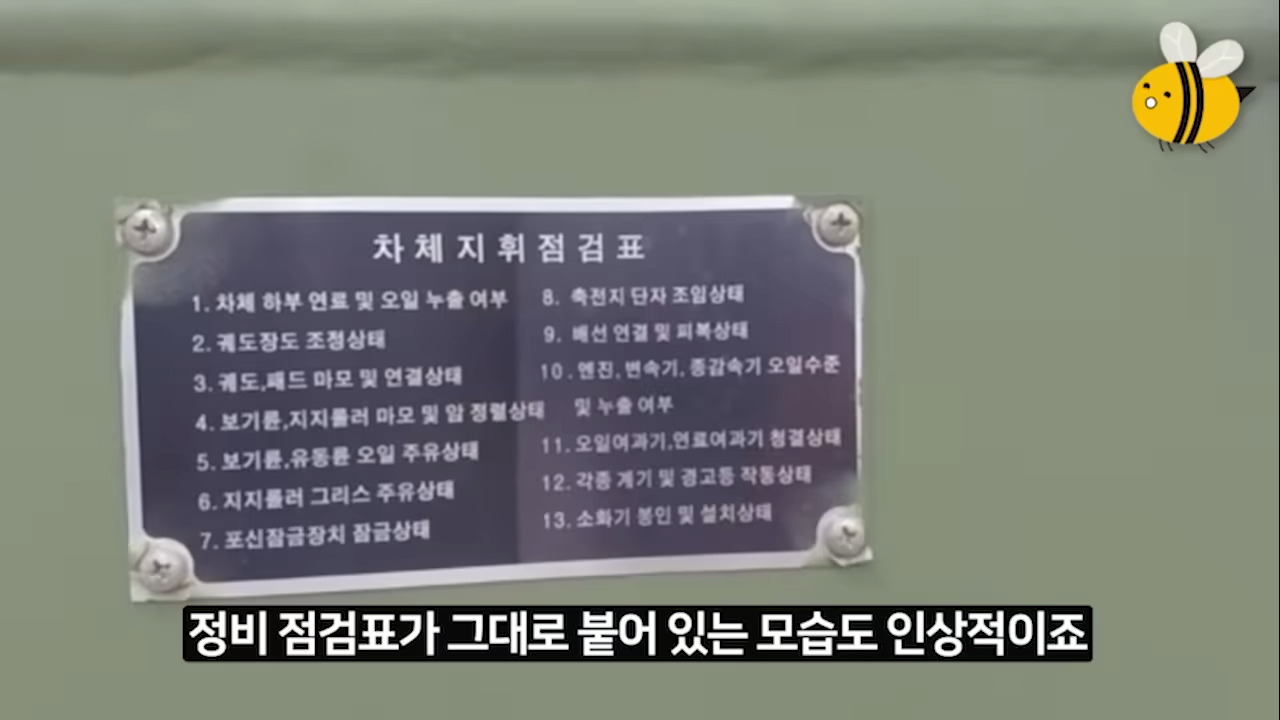 차체지휘점검표
1. 차체 하부 연료 및 오일 누출 여부
2. 궤도장도 조정상태
3. 궤도,패드 마모 및 연결상태
4. 보기륜,지지롤러 마모 및 암 정렬상태
5. 보기륜,유동륜 오일 주유상태
6. 지지롤러 그리스 주유상태
7. 포신잠금장치 잠금상태
8. 축전지 단자 조임상태
9. 배선 연결 및 피복상태
10. 엔진, 변속기, 종감속기 오일수준
및 누출 여부
11. 오일여과기,연료여과기 청결상태
12. 각종 계기 및 경고등 작동상태
13. 소화기 봉인 및 설치상태
정비 점검표가 그대로 붙어 있는 모습도 인상적이죠